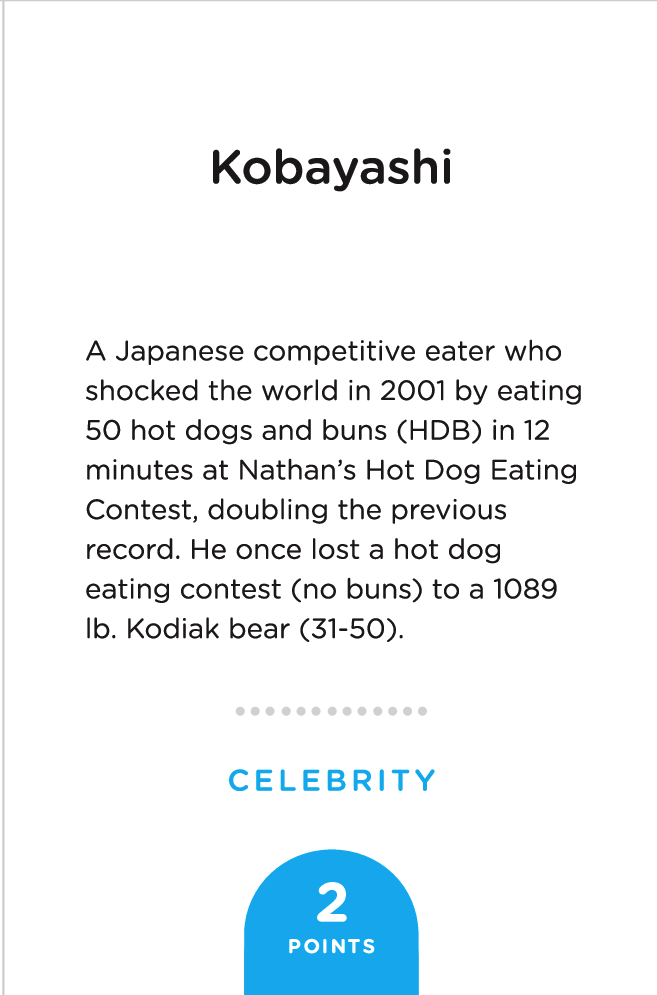 Kobayashi
A Japanese competitive eater who
shocked the world in 2001 by eating
50 hot dogs and buns (HDB) in 12
minutes at Nathan’s Hot Dog Eating
Contest, doubling the previous
record. He once lost a hot dog
eating contest (no buns) to a 1089
lb. Kodiak bear (31-50).
CELEBRITY
2
POINTS